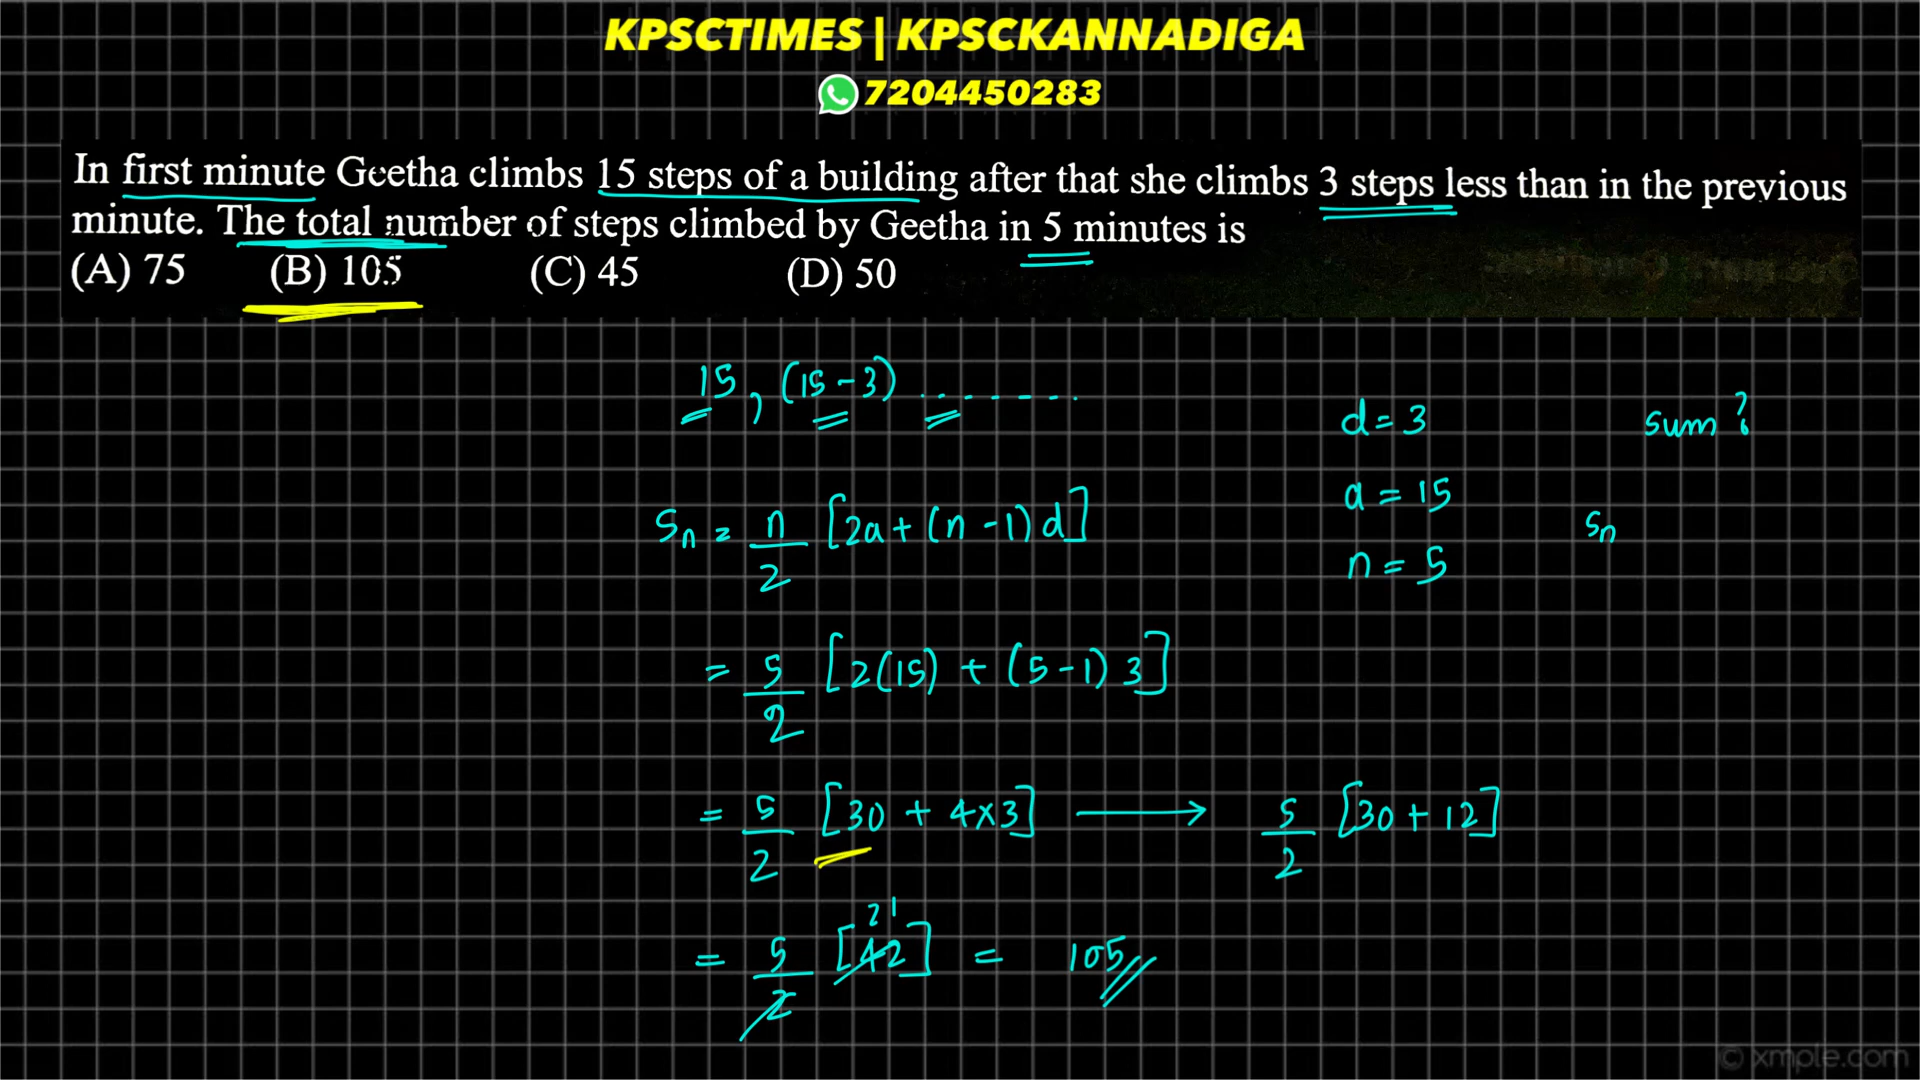 KPSCTIMES | KPSCKANNADIGA
7204450283
In first minute Geetha climbs 15 steps of a building after that she climbs 3 steps less than in the previous
minute. The total number of steps climbed by Geetha in 5 minutes is
(A) 75 (B) 105 (C) 45 (D) 50
15, (15-3) ........
d = 3
sum ?
a = 15
Sn = n/2 [2a + (n - 1) d]
Sn
n = 5
= 5/2 [2(15) + (5-1) 3]
= 5/2 [30 + 4x3] → 5/2 [30 + 12]
21
= 5/2 [42] = 105//
© xmple.com